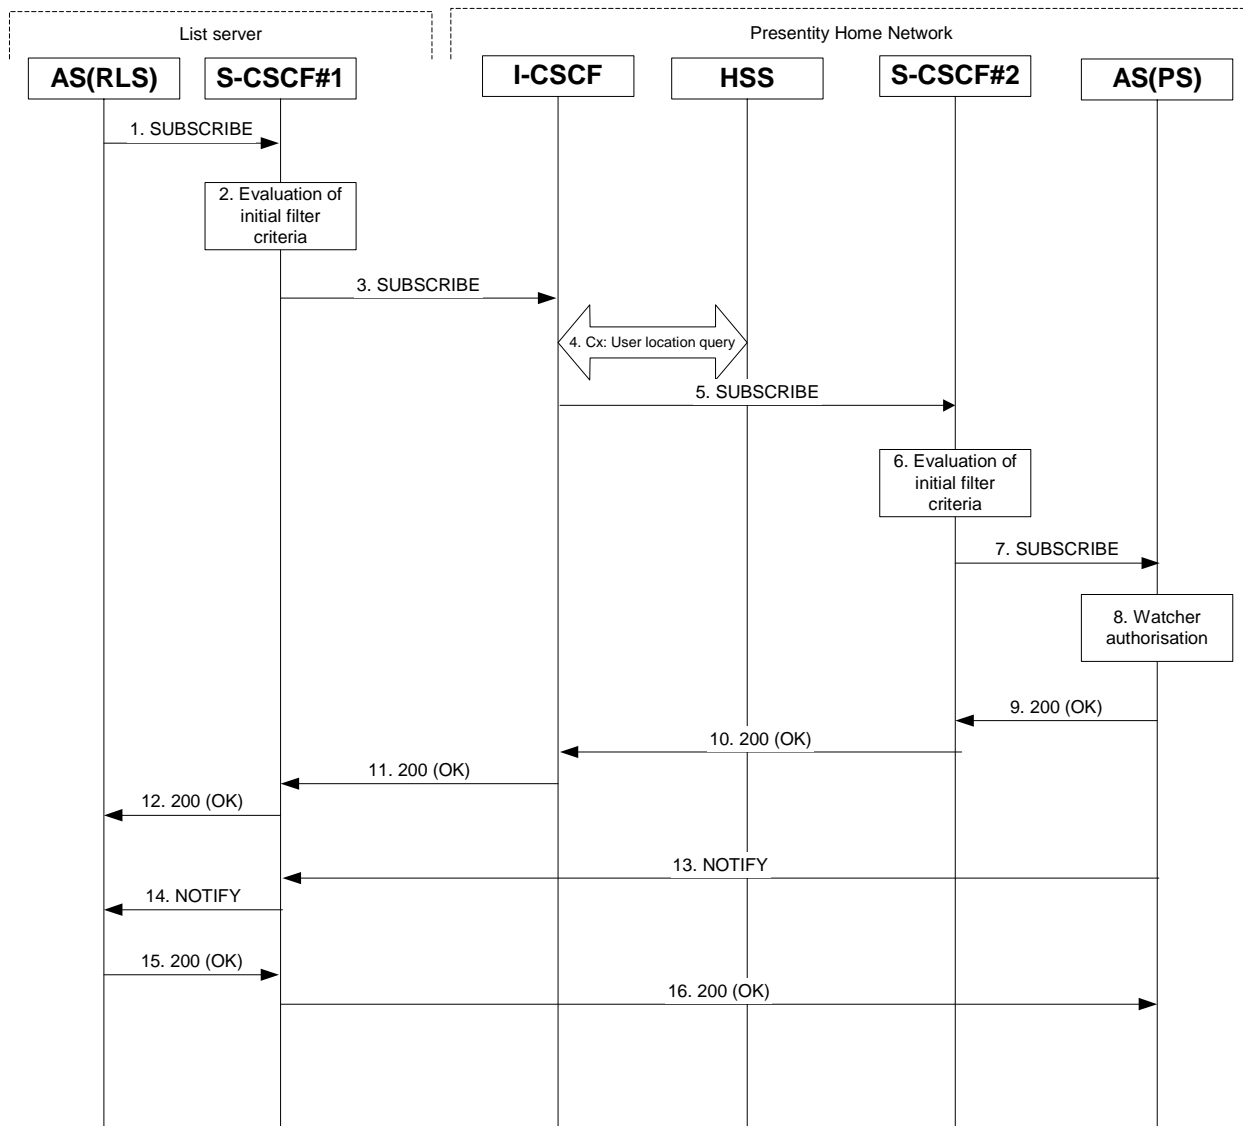 List server
Presentity Home Network
AS(RLS)
S-CSCF#1
I-CSCF
HSS
S-CSCF#2
AS(PS)
1. SUBSCRIBE
2. Evaluation of
initial filter
criteria
3. SUBSCRIBE
4. Cx: User location query
5. SUBSCRIBE
6. Evaluation of
initial filter
criteria
7. SUBSCRIBE
8. Watcher
authorisation
9. 200 (OK)
10. 200 (OK)
11. 200 (OK)
12. 200 (OK)
13. NOTIFY
14. NOTIFY
15. 200 (OK)
16. 200 (OK)